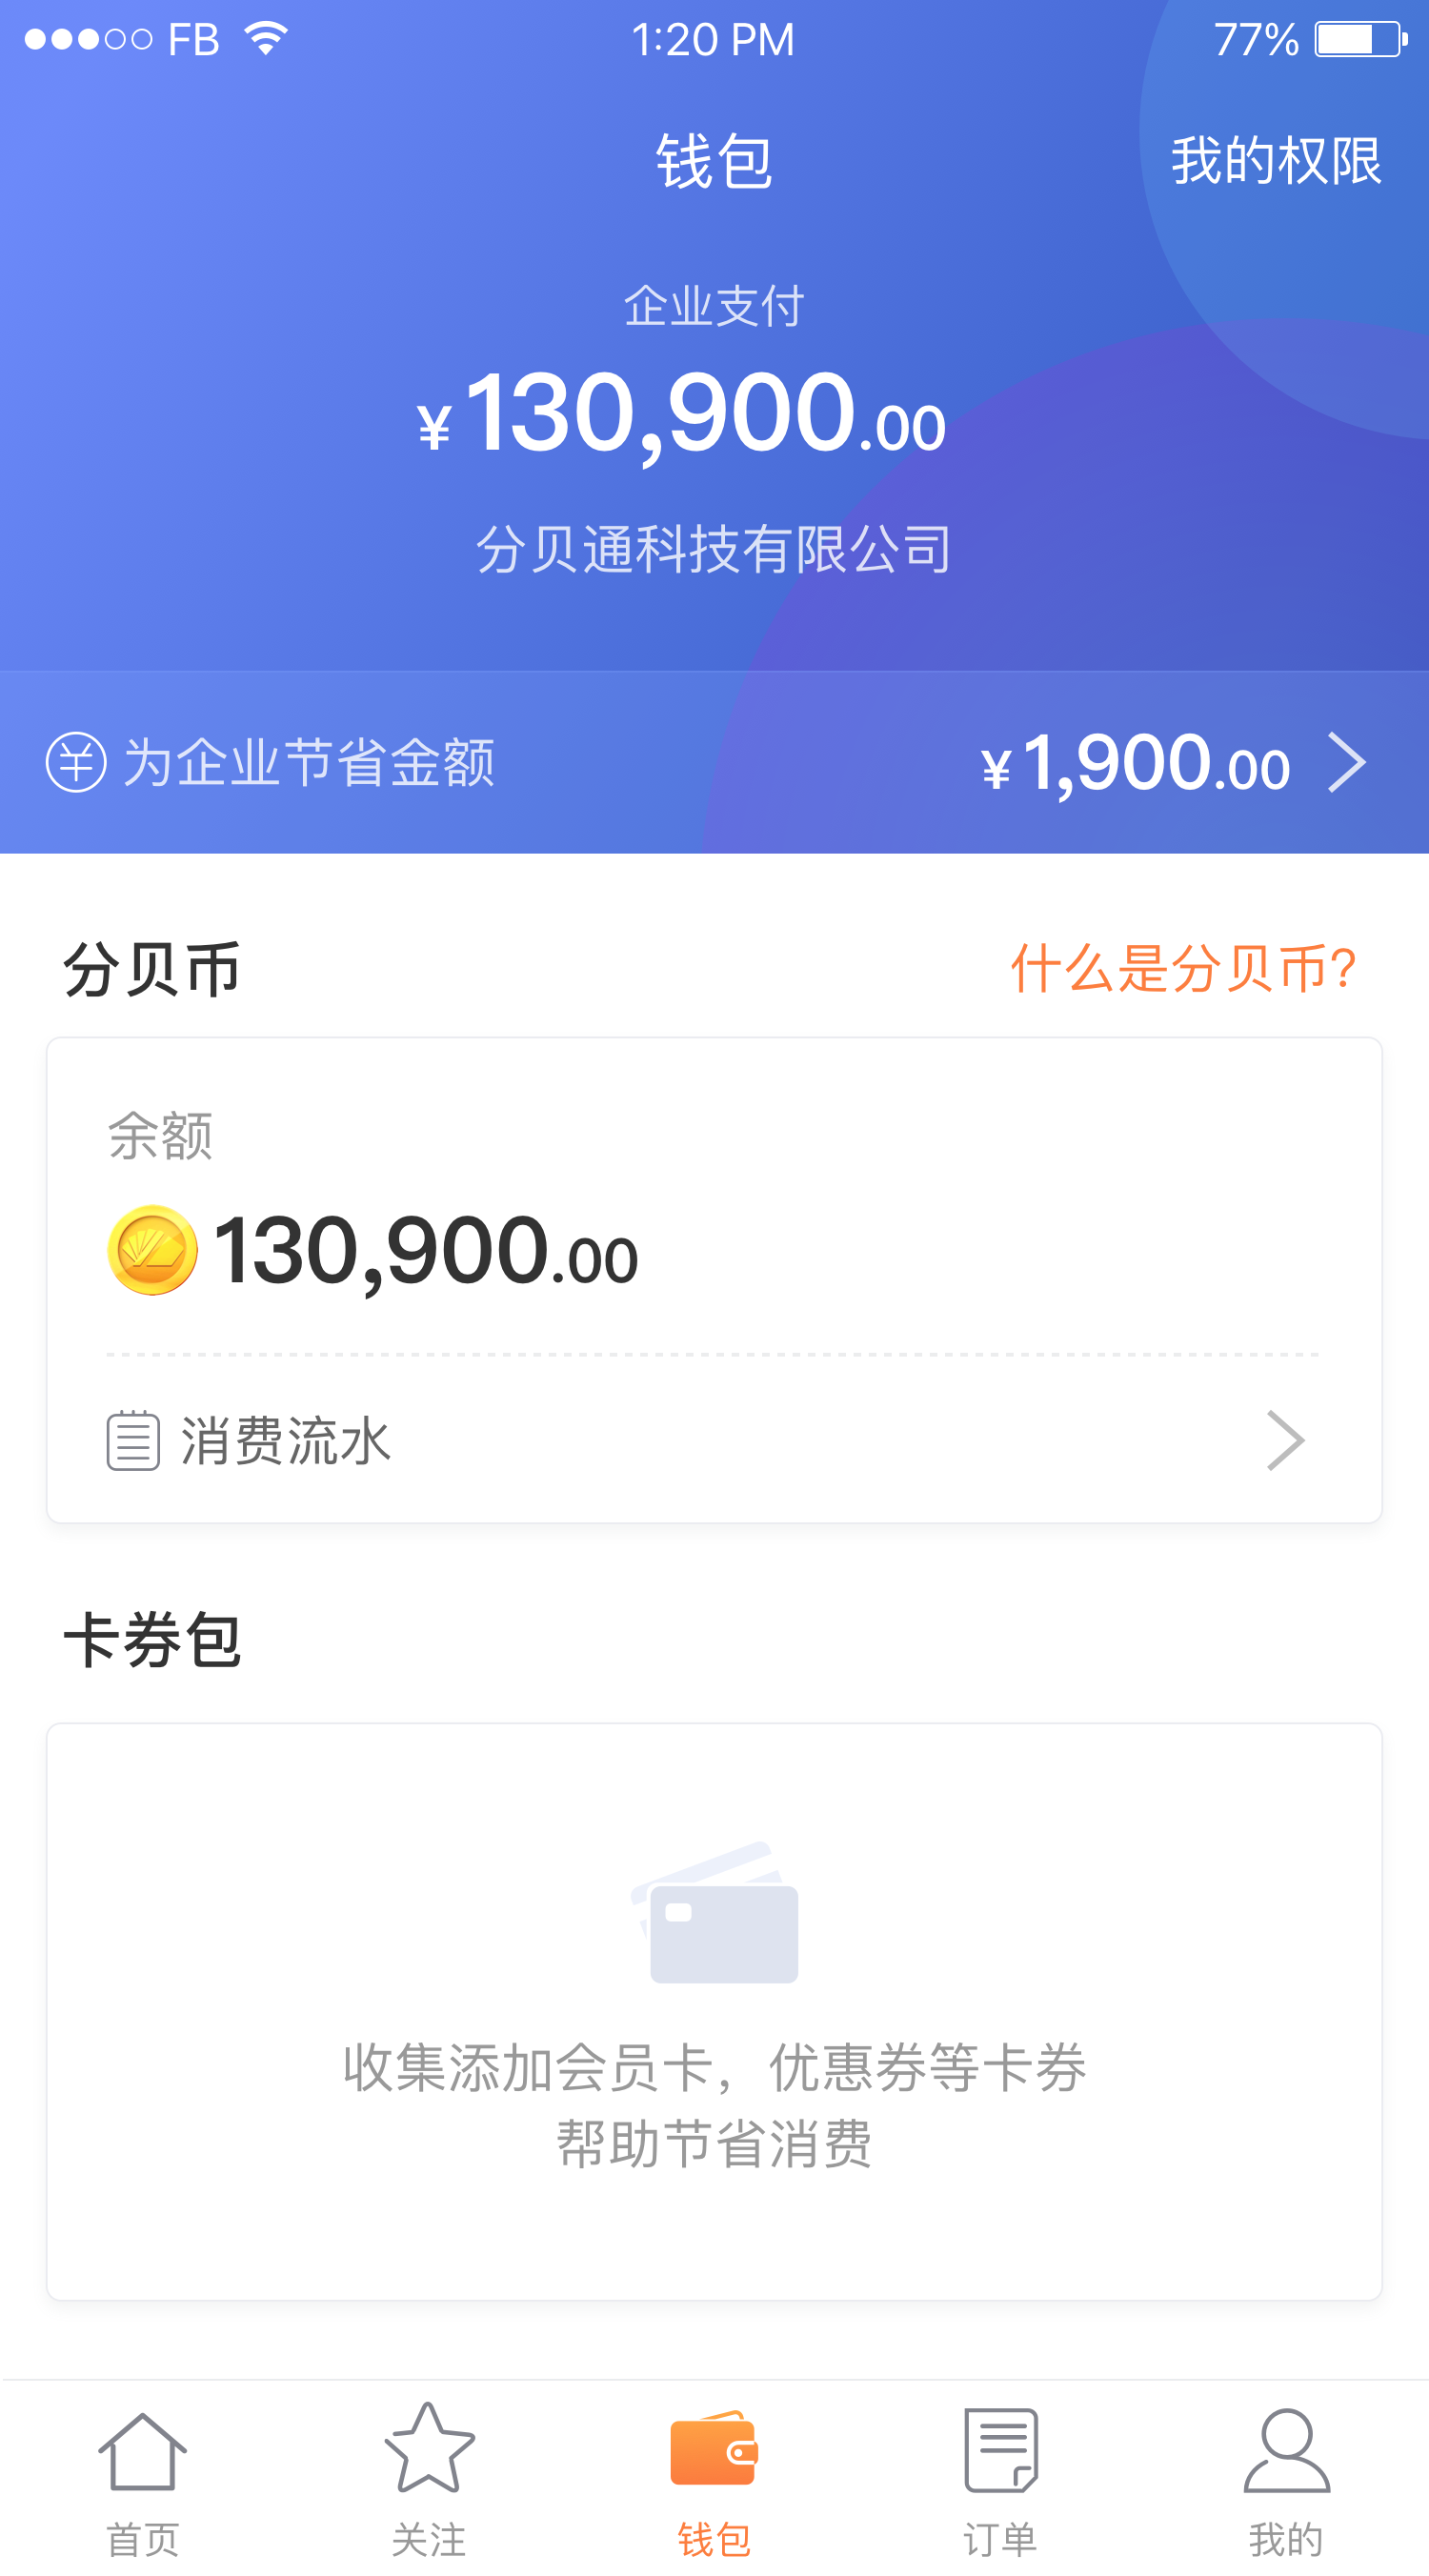 FB 1:20 PM 77%
钱包 我的权限
企业支付
¥130,900.00
分贝通科技有限公司
为企业节省金额 ¥1,900.00
分贝币 什么是分贝币?
余额
130,900.00
消费流水
卡券包
收集添加会员卡，优惠券等卡券
帮助节省消费
首页 关注 钱包 订单 我的